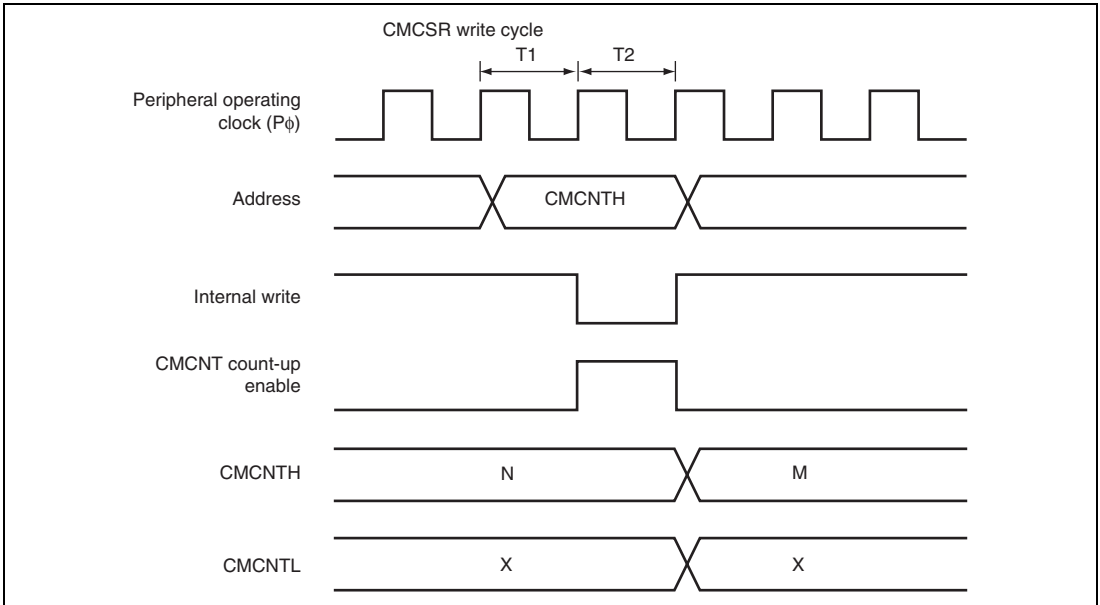 CMCSR write cycle
T1 T2
Peripheral operating
clock (Pϕ)
Address CMCNTH
Internal write
CMCNT count-up
enable
CMCNTH N M
CMCNTL X X